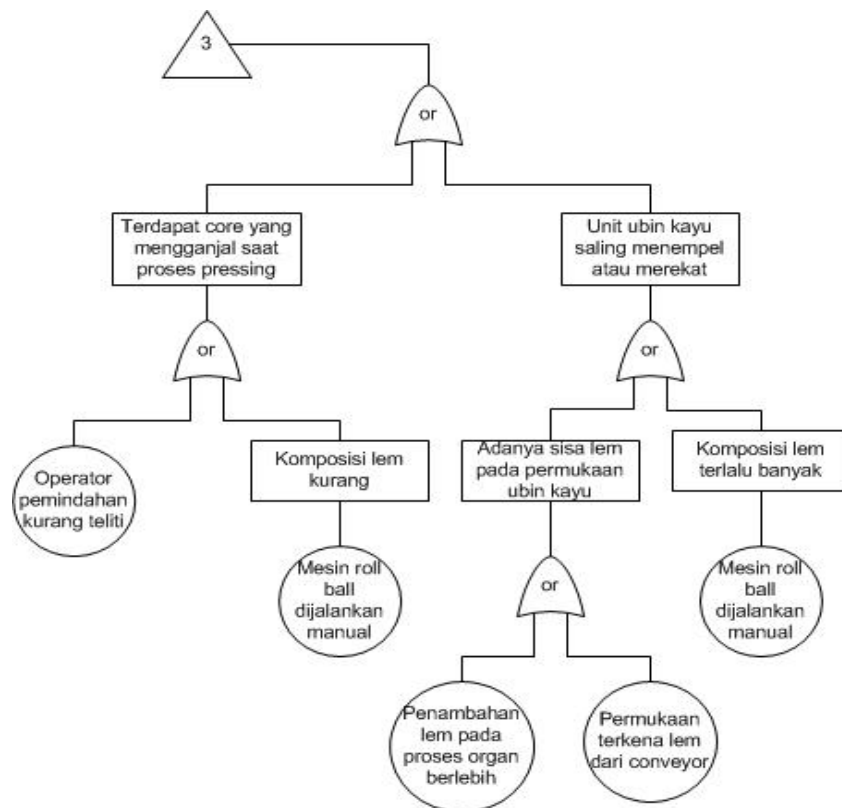 3
or
Terdapat core yang
mengganjal saat
proses pressing
Unit ubin kayu
saling menempel
atau merekat
or
or
Operator
pemindahan
kurang teliti
Komposisi lem
kurang
Adanya sisa lem
pada permukaan
ubin kayu
Komposisi lem
terlalu banyak
Mesin roll
ball
dijalankan
manual
or
Mesin roll
ball
dijalankan
manual
Penambahan
lem pada
proses organ
berlebih
Permukaan
terkena lem
dari conveyor